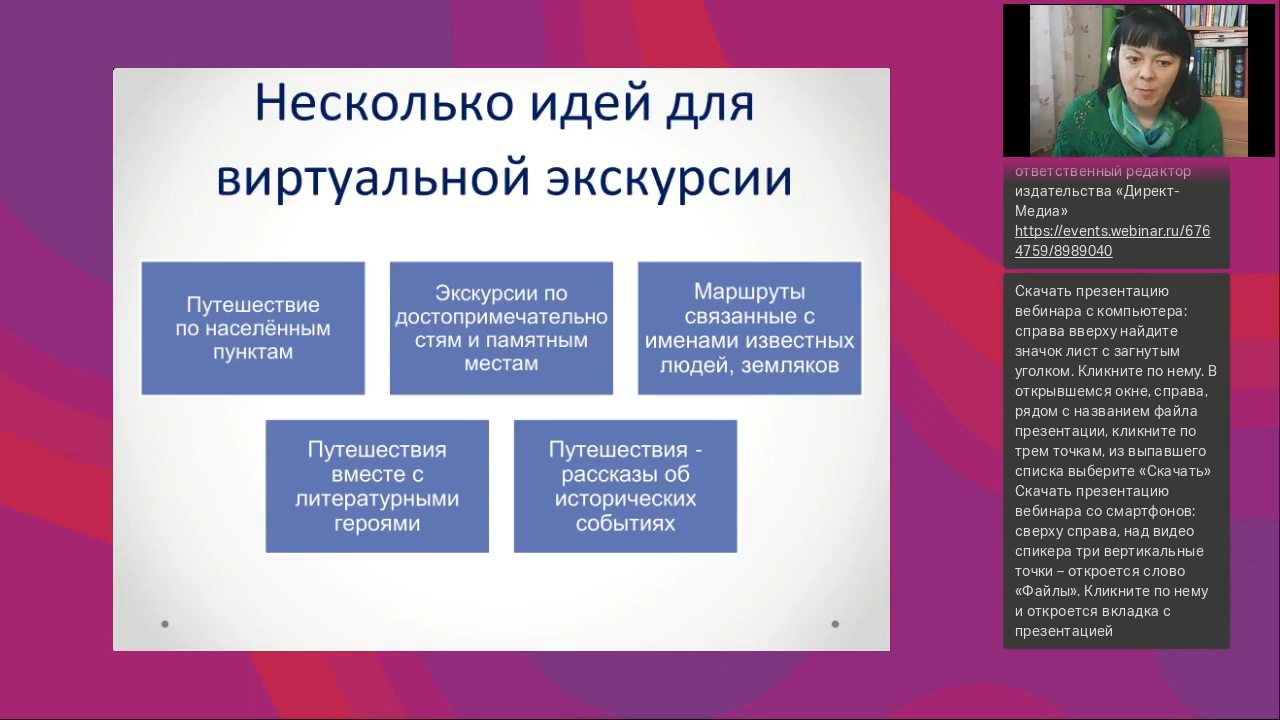 Несколько идей для
виртуальной экскурсии
Путешествие
по населённым
пунктам
Экскурсии по
достопримечательно
стям и памятным
местам
Маршруты
связанные с
именами известных
людей, земляков
Путешествия
вместе с
литературными
героями
Путешествия -
рассказы об
исторических
событиях
ответственный редактор
издательства «Директ-
Медиа»
https://events.webinar.ru/676
4759/8989040
Скачать презентацию
вебинара с компьютера:
справа вверху найдите
значок лист с загнутым
уголком. Кликните по нему. В
открывшемся окне, справа,
рядом с названием файла
презентации, кликните по
трем точкам, из выпавшего
списка выберите «Скачать»
Скачать презентацию
вебинара со смартфонов:
сверху справа, над видео
спикера три вертикальные
точки – откроется слово
«Файлы». Кликните по нему
и откроется вкладка с
презентацией